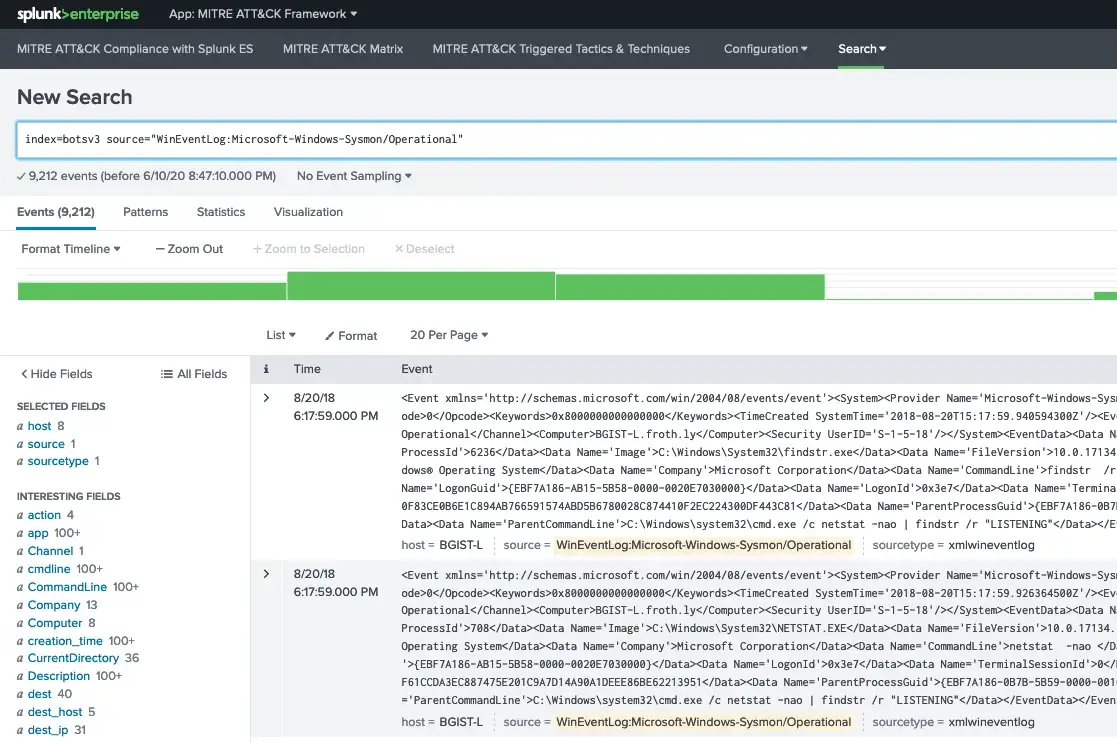 splunk>enterprise App: MITRE ATT&CK Framework
MITRE ATT&CK Compliance with Splunk ES MITRE ATT&CK Matrix MITRE ATT&CK Triggered Tactics & Techniques Configuration Search
New Search
index=botsv3 source="WinEventLog:Microsoft-Windows-Sysmon/Operational"
9,212 events (before 6/10/20 8:47:10.000 PM) No Event Sampling
Events (9,212) Patterns Statistics Visualization
Format Timeline — Zoom Out + Zoom to Selection × Deselect
List Format 20 Per Page
< Hide Fields All Fields
i Time Event
SELECTED FIELDS
a host 8
a source 1
a sourcetype 1
INTERESTING FIELDS
a action 4
a app 100+
a Channel 1
a cmdline 100+
a CommandLine 100+
a Company 13
a Computer 8
a creation_time 100+
a CurrentDirectory 36
a Description 100+
a dest 40
a dest_host 5
a dest_ip 31
> 8/20/18
6:17:59.000 PM
<Event xmlns='http://schemas.microsoft.com/win/2004/08/events/event'><System><Provider Name='Microsoft-Windows-Sysm
ode>0</Opcode><Keywords>0x8000000000000000</Keywords><TimeCreated SystemTime='2018-08-20T15:17:59.940594300Z'/><Ev
Operational</Channel><Computer>BGIST-L.froth.ly</Computer><Security UserID='S-1-5-18'/></System><EventData><Data N
ProcessId'>6236</Data><Data Name='Image'>C:\Windows\System32\findstr.exe</Data><Data Name='FileVersion'>10.0.17134
dows® Operating System</Data><Data Name='Company'>Microsoft Corporation</Data><Data Name='CommandLine'>findstr /r
Name='LogonGuid'>{EBF7A186-AB15-5B58-0000-0020E7030000}</Data><Data Name='LogonId'>0x3e7</Data><Data Name='Termina
0F83CE0B6E1C894AB766591574ABD5B6780028C874410F2EC224300DF443C81</Data><Data Name='ParentProcessGuid'>{EBF7A186-0B7
Data><Data Name='ParentCommandLine'>C:\Windows\system32\cmd.exe /c netstat -nao | findstr /r "LISTENING"</Data></E
host = BGIST-L source = WinEventLog:Microsoft-Windows-Sysmon/Operational sourcetype = xmlwineventlog
> 8/20/18
6:17:59.000 PM
<Event xmlns='http://schemas.microsoft.com/win/2004/08/events/event'><System><Provider Name='Microsoft-Windows-Sysm
ode>0</Opcode><Keywords>0x8000000000000000</Keywords><TimeCreated SystemTime='2018-08-20T15:17:59.926364500Z'/><Ev
Operational</Channel><Computer>BGIST-L.froth.ly</Computer><Security UserID='S-1-5-18'/></System><EventData><Data N
ProcessId'>708</Data><Data Name='Image'>C:\Windows\System32\NETSTAT.EXE</Data><Data Name='FileVersion'>10.0.17134.
Operating System</Data><Data Name='Company'>Microsoft Corporation</Data><Data Name='CommandLine'>netstat -nao </D
'>{EBF7A186-AB15-5B58-0000-0020E7030000}</Data><Data Name='LogonId'>0x3e7</Data><Data Name='TerminalSessionId'>0</
F61CCDA3EC887475E201C9A7D14A90A1DEEE86BE62213951</Data><Data Name='ParentProcessGuid'>{EBF7A186-0B7B-5B59-0000-001
='ParentCommandLine'>C:\Windows\system32\cmd.exe /c netstat -nao | findstr /r "LISTENING"</Data></EventData></Even
host = BGIST-L source = WinEventLog:Microsoft-Windows-Sysmon/Operational sourcetype = xmlwineventlog